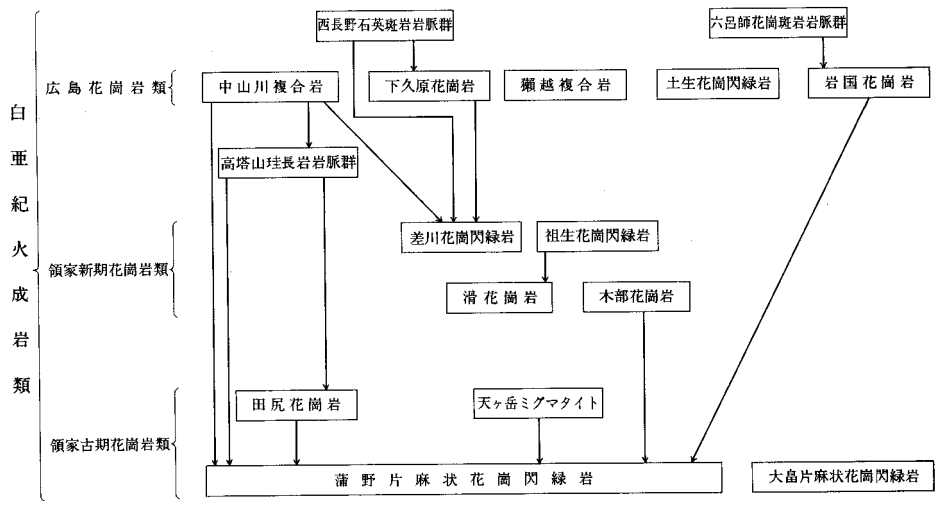 西長野石英斑岩岩脈群
六呂師花崗斑岩岩脈群
広島花崗岩類
中山川複合岩
下久原花崗岩
獺越複合岩
土生花崗閃緑岩
岩国花崗岩
高塔山珪長岩岩脈群
白亜紀火成岩類
差川花崗閃緑岩
祖生花崗閃緑岩
領家新期花崗岩類
滑花崗岩
木部花崗岩
田尻花崗岩
天ヶ岳ミグマタイト
領家古期花崗岩類
蒲野片麻状花崗閃緑岩
大畠片麻状花崗閃緑岩